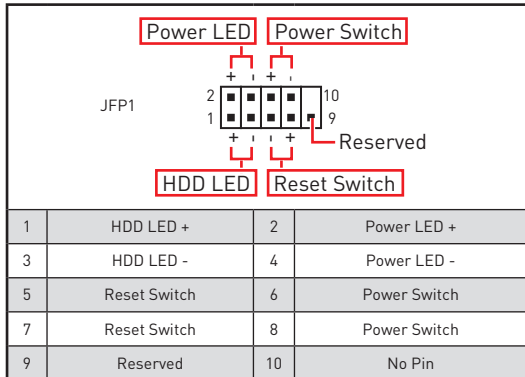 Power LED Power Switch
+ - + -
JFP1
2 10
1 9
+ - - +
Reserved
HDD LED Reset Switch
1 HDD LED + 2 Power LED +
3 HDD LED - 4 Power LED -
5 Reset Switch 6 Power Switch
7 Reset Switch 8 Power Switch
9 Reserved 10 No Pin